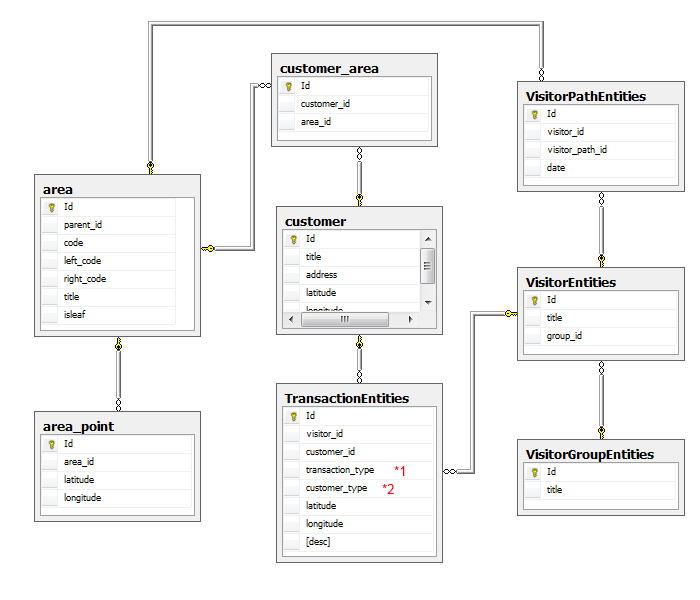 customer_area
Id
customer_id
area_id
VisitorPathEntities
Id
visitor_id
visitor_path_id
date
area
Id
parent_id
code
left_code
right_code
title
isleaf
customer
Id
title
address
latitude
longitude
VisitorEntities
Id
title
group_id
TransactionEntities
Id
visitor_id
customer_id
transaction_type *1
customer_type *2
latitude
longitude
[desc]
area_point
Id
area_id
latitude
longitude
VisitorGroupEntities
Id
title